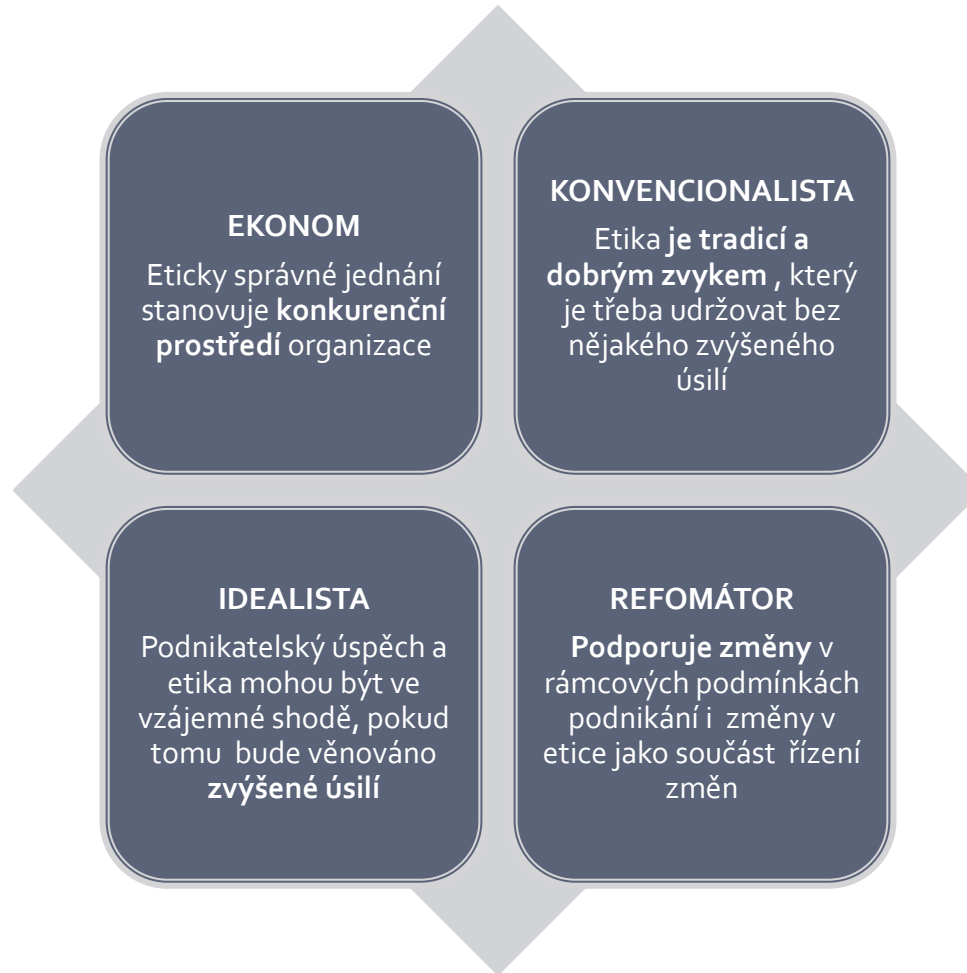 EKONOM
Eticky správné jednání
stanovuje konkurenční
prostředí organizace
KONVENCIONALISTA
Etika je tradicí a
dobrým zvykem , který
je třeba udržovat bez
nějakého zvýšeného
úsilí
IDEALISTA
Podnikatelský úspěch a
etika mohou být ve
vzájemné shodě, pokud
tomu  bude věnováno
zvýšené úsilí
REFOMÁTOR
Podporuje změny v
rámcových podmínkách
podnikání i  změny v
etice jako součást  řízení
změn